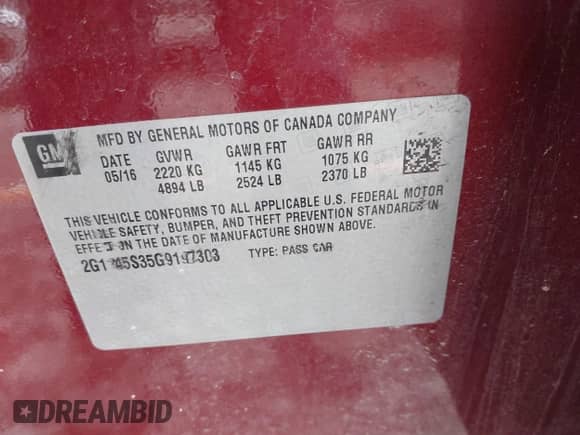 GM
MFD BY GENERAL MOTORS OF CANADA COMPANY
DATE GVWR GAWR FRT GAWR RR
05/16 2220 KG 1145 KG 1075 KG
4894 LB 2524 LB 2370 LB
THIS VEHICLE CONFORMS TO ALL APPLICABLE U.S. FEDERAL MOTOR
VEHICLE SAFETY, BUMPER, AND THEFT PREVENTION STANDARDS IN
EFFECT ON THE DATE OF MANUFACTURE SHOWN ABOVE.
TYPE: PASS CAR
DREAMBID